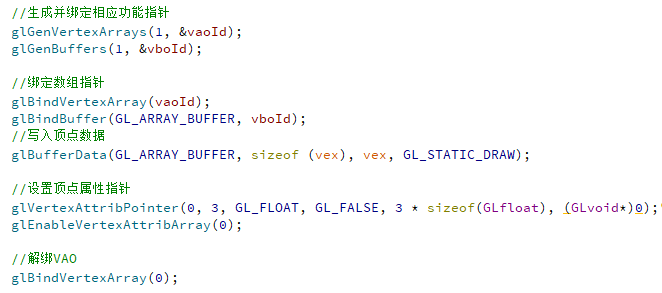 //生成并绑定相应功能指针
glGenVertexArrays(1, &vaoId);
glGenBuffers(1, &vboId);
//绑定数组指针
glBindVertexArray(vaoId);
glBindBuffer(GL_ARRAY_BUFFER, vboId);
//写入顶点数据
glBufferData(GL_ARRAY_BUFFER, sizeof (vex), vex, GL_STATIC_DRAW);
//设置顶点属性指针
glVertexAttribPointer(0, 3, GL_FLOAT, GL_FALSE, 3 * sizeof(GLfloat), (GLvoid*)0);
glEnableVertexAttribArray(0);
//解绑VAO
glBindVertexArray(0);